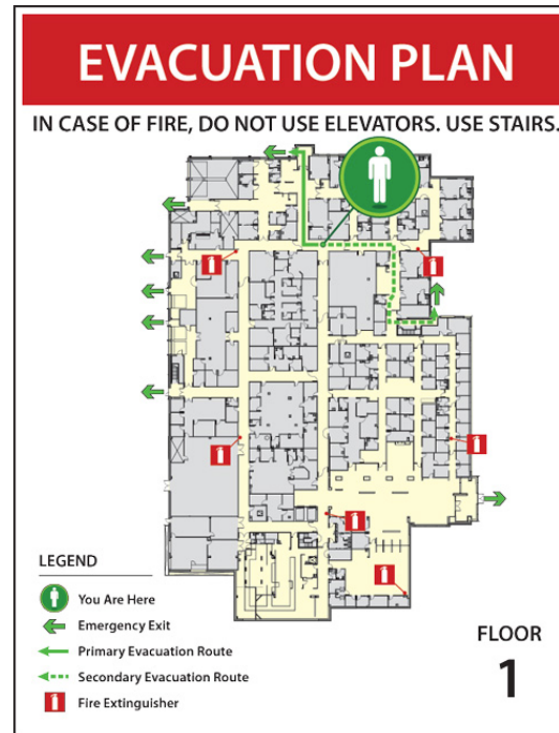 EVACUATION PLAN
IN CASE OF FIRE, DO NOT USE ELEVATORS. USE STAIRS.
LEGEND
You Are Here
Emergency Exit
Primary Evacuation Route
Secondary Evacuation Route
Fire Extinguisher
FLOOR
1